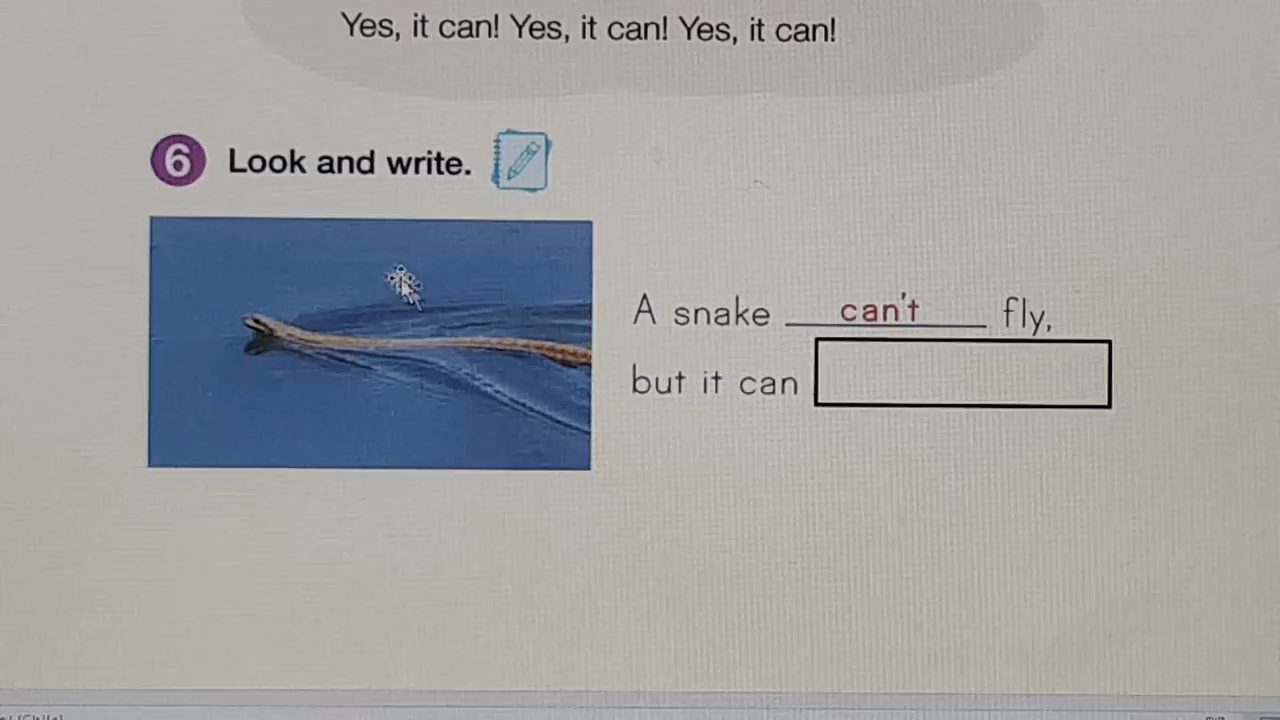 Yes, it can! Yes, it can! Yes, it can!
6 Look and write.
A snake can't fly,
but it can